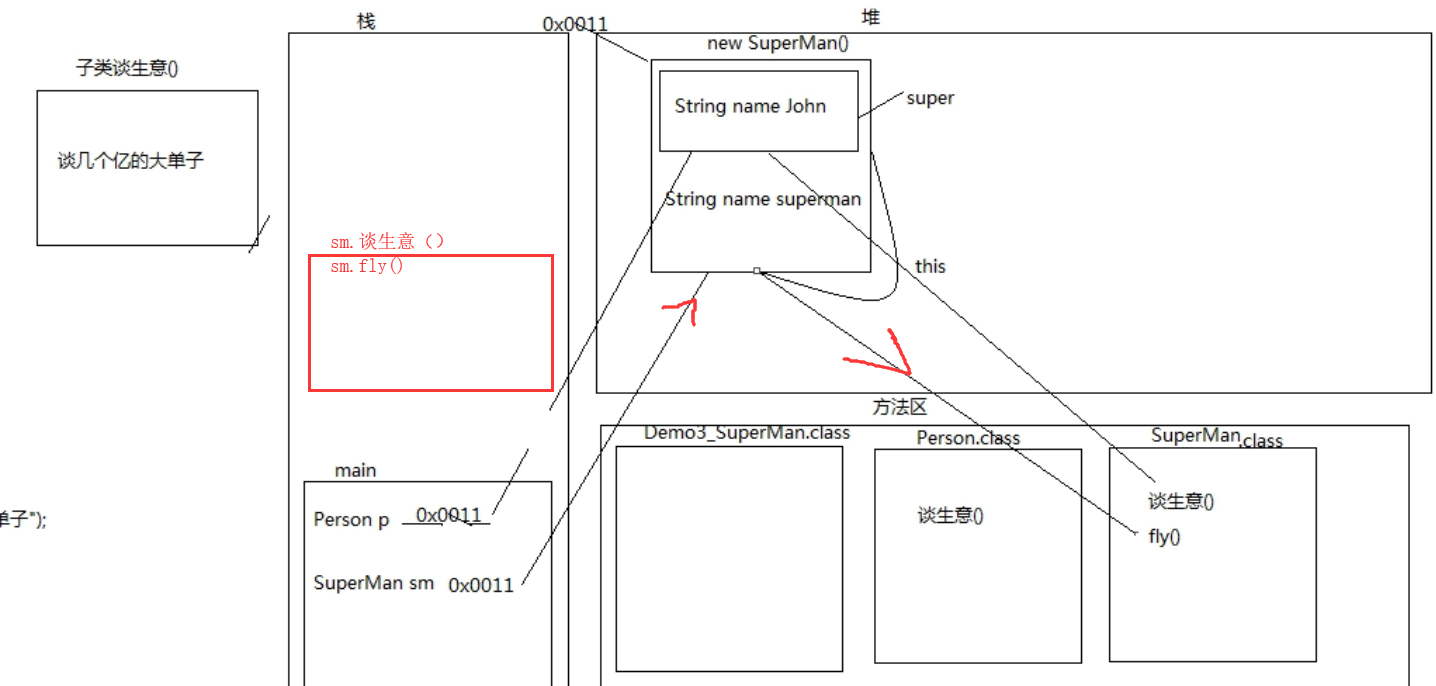 栈
0x0011
堆
new SuperMan()
子类谈生意()
谈几个亿的大单子
String name John
super
String name superman
this
sm.谈生意（）
sm.fly()
方法区
main
Person p 0x0011
SuperMan sm 0x0011
单子");
Demo3_SuperMan.class
Person.class
SuperMan.class
谈生意()
谈生意()
fly()